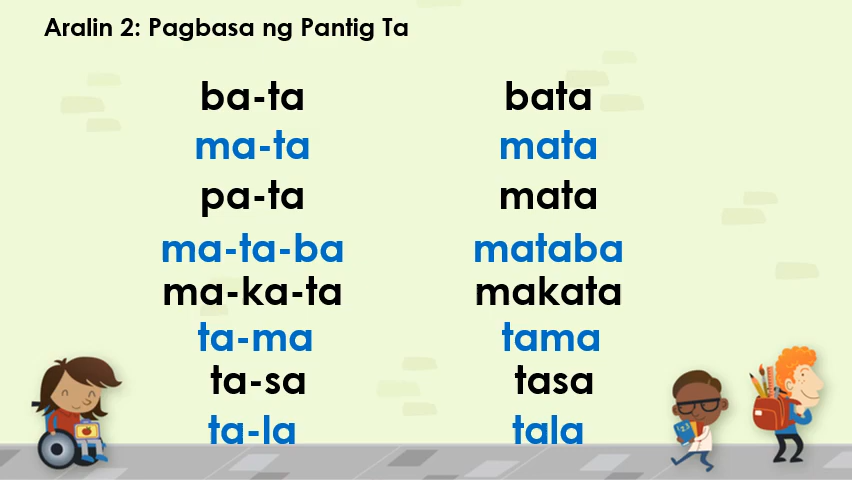 Aralin 2: Pagbasa ng Pantig Ta
ba-ta bata
ma-ta mata
pa-ta mata
ma-ta-ba mataba
ma-ka-ta makata
ta-ma tama
ta-sa tasa
ta-la tala